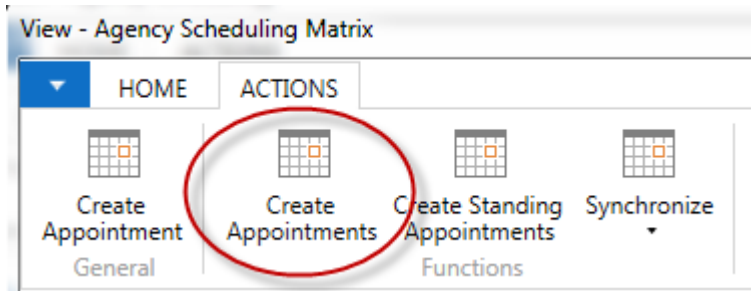 View - Agency Scheduling Matrix
HOME ACTIONS
Create Create Create Standing Synchronize
Appointment Appointments Appointments
General Functions